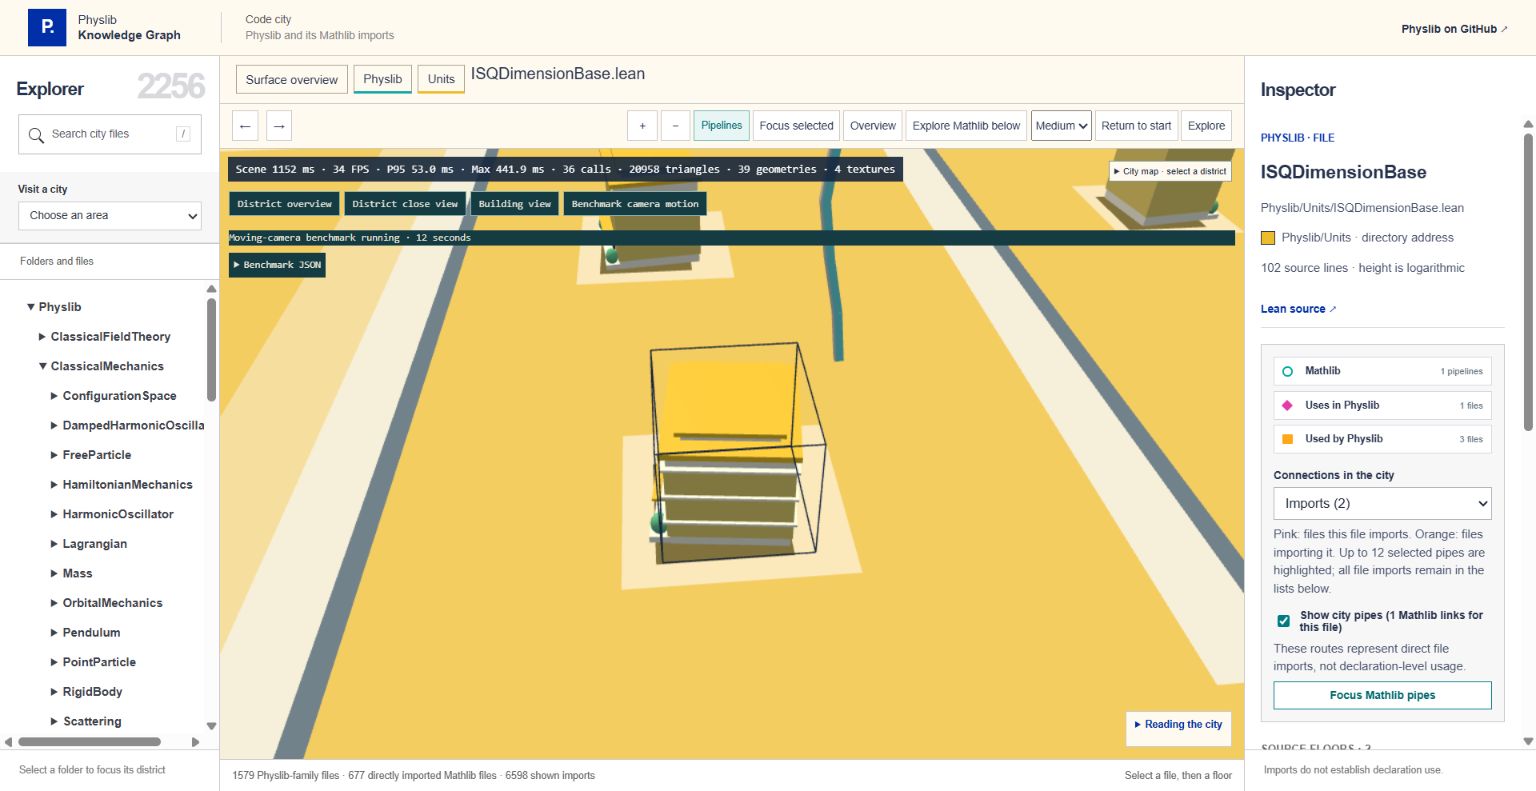 P.
Physlib
Knowledge Graph
Code city
Physlib and its Mathlib imports
Physlib on GitHub ↗
Explorer
2256
Search city files
/
Visit a city
Choose an area
Folders and files
▼ Physlib
▶ ClassicalFieldTheory
▼ ClassicalMechanics
▶ ConfigurationSpace
▶ DampedHarmonicOscilla
▶ FreeParticle
▶ HamiltonianMechanics
▶ HarmonicOscillator
▶ Lagrangian
▶ Mass
▶ OrbitalMechanics
▶ Pendulum
▶ PointParticle
▶ RigidBody
▶ Scattering
Select a folder to focus its district
Surface overview
Physlib
Units
ISQDimensionBase.lean
←
→
+
−
Pipelines
Focus selected
Overview
Explore Mathlib below
Medium
Return to start
Explore
Scene 1152 ms · 34 FPS · P95 53.0 ms · Max 441.9 ms · 36 calls · 20958 triangles · 39 geometries · 4 textures
▶ City map · select a district
District overview
District close view
Building view
Benchmark camera motion
Moving-camera benchmark running · 12 seconds
▶ Benchmark JSON
▶ Reading the city
1579 Physlib-family files · 677 directly imported Mathlib files · 6598 shown imports
Select a file, then a floor
Inspector
PHYSLIB · FILE
ISQDimensionBase
Physlib/Units/ISQDimensionBase.lean
Physlib/Units · directory address
102 source lines · height is logarithmic
Lean source ↗
Mathlib
1 pipelines
Uses in Physlib
1 files
Used by Physlib
3 files
Connections in the city
Imports (2)
Pink: files this file imports. Orange: files
importing it. Up to 12 selected pipes are
highlighted; all file imports remain in the
lists below.
Show city pipes (1 Mathlib links for
this file)
These routes represent direct file
imports, not declaration-level usage.
Focus Mathlib pipes
SOURCE FLOORS ·
Imports do not establish declaration use.